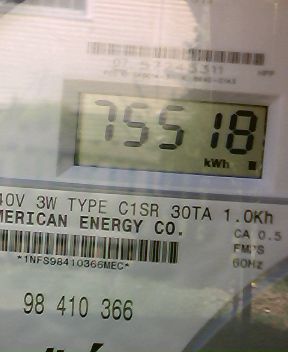 75518
kWh
40V 3W TYPE C1SR 30TA 1.0Kh
MERICAN ENERGY CO.
CA 0.5
*1NFS98410366MEC*
60Hz
98 410 366